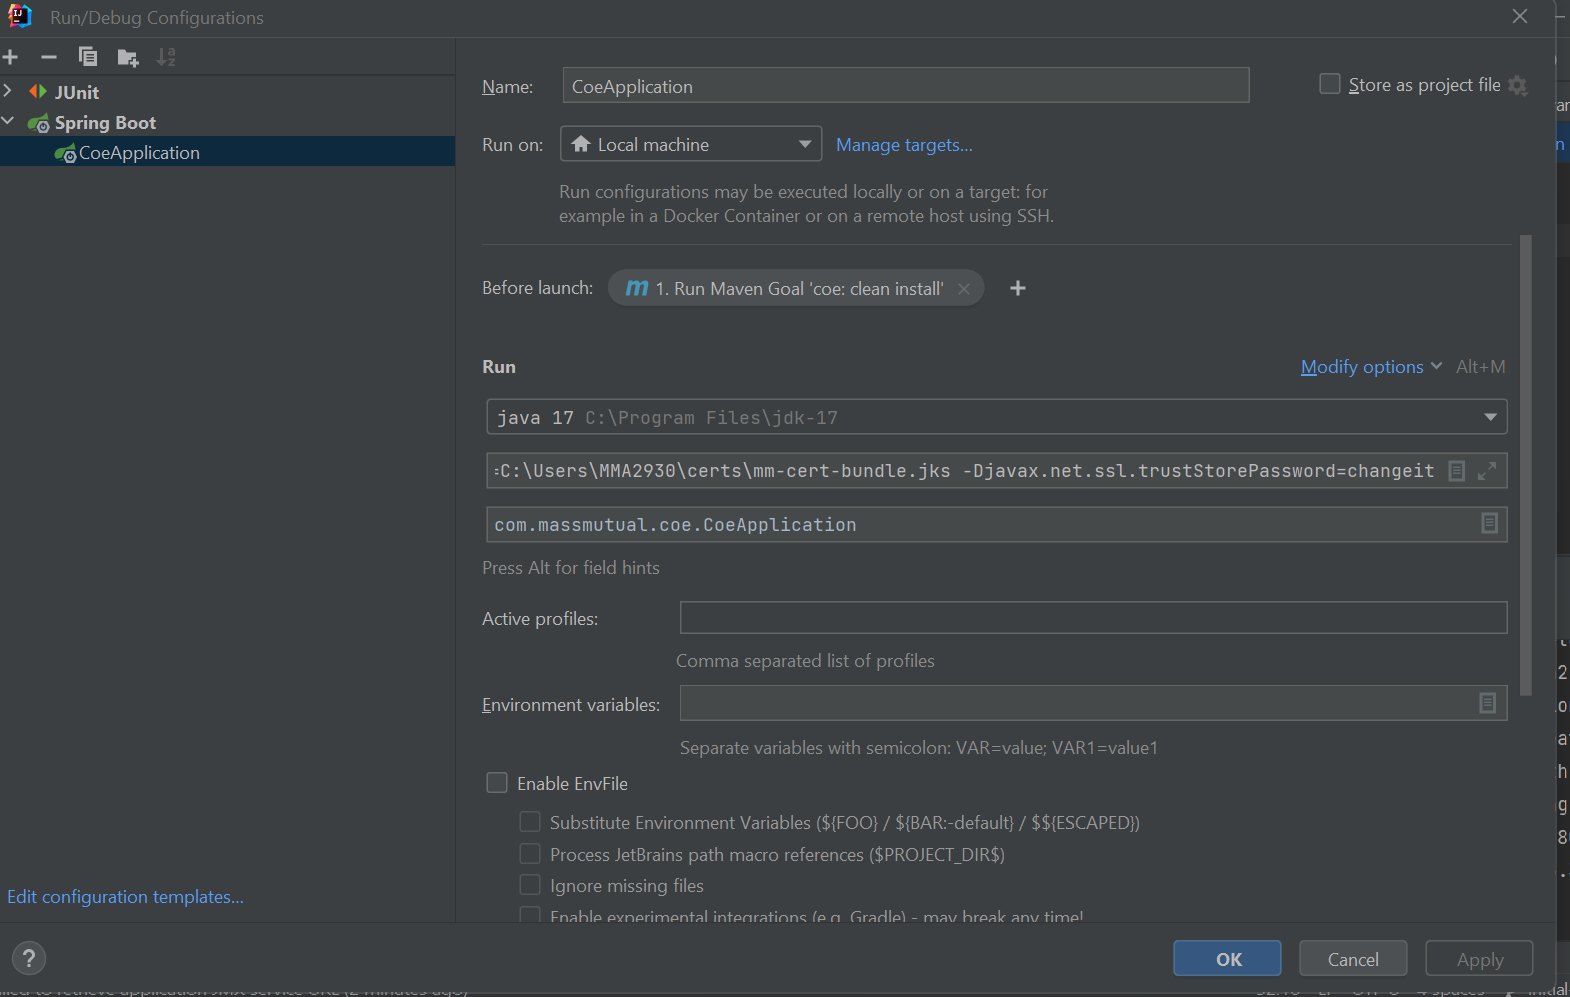 Run/Debug Configurations
JUnit
Spring Boot
CoeApplication
Edit configuration templates...
Name: CoeApplication
Store as project file
Run on: Local machine Manage targets...
Run configurations may be executed locally or on a target: for
example in a Docker Container or on a remote host using SSH.
Before launch: m 1. Run Maven Goal 'coe: clean install'
Run Modify options Alt+M
java 17 C:\Program Files\jdk-17
=C:\Users\MMA2930\certs\mm-cert-bundle.jks -Djavax.net.ssl.trustStorePassword=changeit
com.massmutual.coe.CoeApplication
Press Alt for field hints
Active profiles:
Comma separated list of profiles
Environment variables:
Separate variables with semicolon: VAR=value; VAR1=value1
Enable EnvFile
Substitute Environment Variables (${FOO} / ${BAR:-default} / $${ESCAPED})
Process JetBrains path macro references ($PROJECT_DIR$)
Ignore missing files
Enable experimental integrations (e.g. Gradle) - may break any time!
? OK Cancel Apply